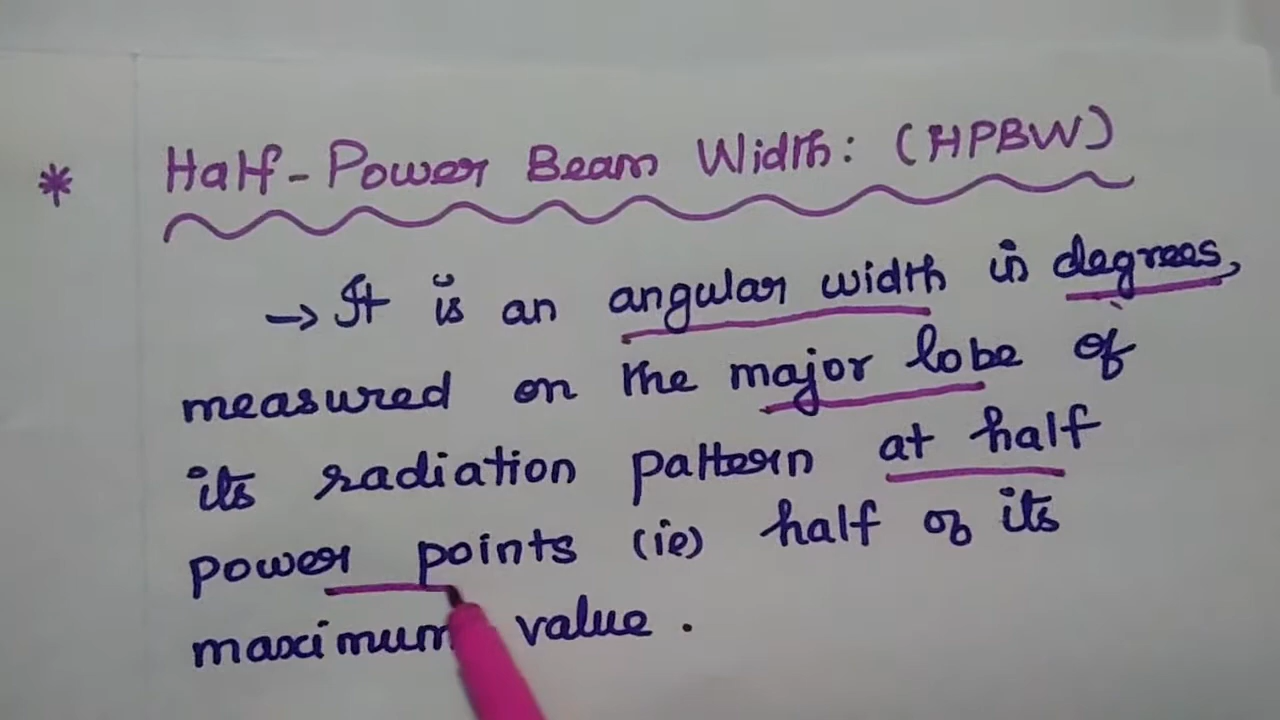 * Half-Power Beam Width: (HPBW)
→ It is an angular width in degrees,
measured on the major lobe of
its radiation pattern at half
power points (ie) half of its
maximum value.